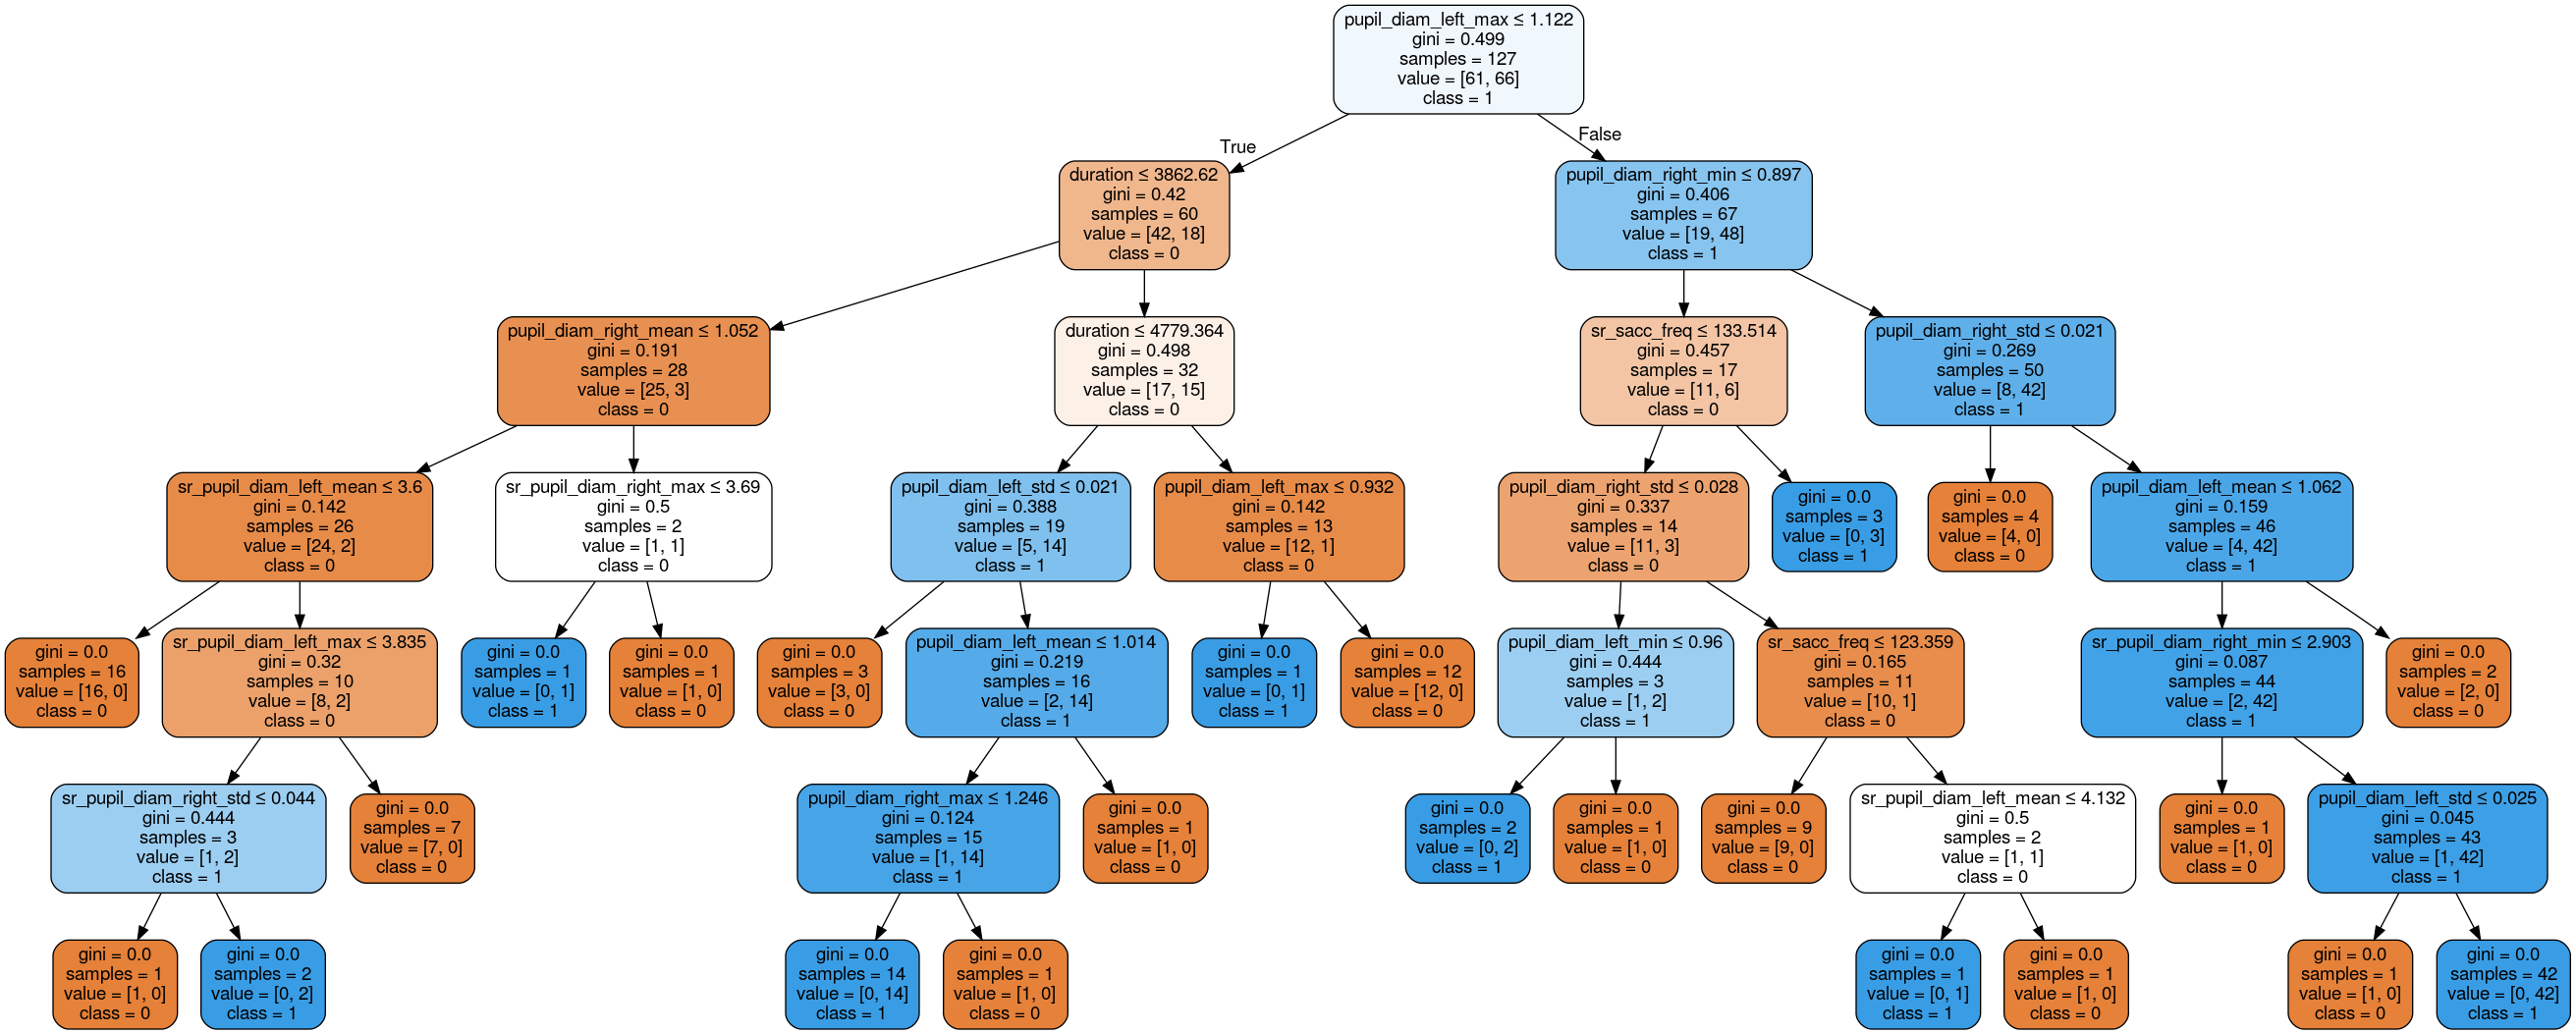 pupil_diam_left_max ≤ 1.122
gini = 0.499
samples = 127
value = [61, 66]
class = 1
True
False
duration ≤ 3862.62
gini = 0.42
samples = 60
value = [42, 18]
class = 0
pupil_diam_right_min ≤ 0.897
gini = 0.406
samples = 67
value = [19, 48]
class = 1
pupil_diam_right_mean ≤ 1.052
gini = 0.191
samples = 28
value = [25, 3]
class = 0
duration ≤ 4779.364
gini = 0.498
samples = 32
value = [17, 15]
class = 0
sr_sacc_freq ≤ 133.514
gini = 0.457
samples = 17
value = [11, 6]
class = 0
pupil_diam_right_std ≤ 0.021
gini = 0.269
samples = 50
value = [8, 42]
class = 1
sr_pupil_diam_left_mean ≤ 3.6
gini = 0.142
samples = 26
value = [24, 2]
class = 0
sr_pupil_diam_right_max ≤ 3.69
gini = 0.5
samples = 2
value = [1, 1]
class = 0
pupil_diam_left_std ≤ 0.021
gini = 0.388
samples = 19
value = [5, 14]
class = 1
pupil_diam_left_max ≤ 0.932
gini = 0.142
samples = 13
value = [12, 1]
class = 0
pupil_diam_right_std ≤ 0.028
gini = 0.337
samples = 14
value = [11, 3]
class = 0
gini = 0.0
samples = 3
value = [0, 3]
class = 1
gini = 0.0
samples = 4
value = [4, 0]
class = 0
pupil_diam_left_mean ≤ 1.062
gini = 0.159
samples = 46
value = [4, 42]
class = 1
gini = 0.0
samples = 16
value = [16, 0]
class = 0
sr_pupil_diam_left_max ≤ 3.835
gini = 0.32
samples = 10
value = [8, 2]
class = 0
gini = 0.0
samples = 1
value = [0, 1]
class = 1
gini = 0.0
samples = 1
value = [1, 0]
class = 0
gini = 0.0
samples = 3
value = [3, 0]
class = 0
pupil_diam_left_mean ≤ 1.014
gini = 0.219
samples = 16
value = [2, 14]
class = 1
gini = 0.0
samples = 1
value = [0, 1]
class = 1
gini = 0.0
samples = 12
value = [12, 0]
class = 0
pupil_diam_left_min ≤ 0.96
gini = 0.444
samples = 3
value = [1, 2]
class = 1
sr_sacc_freq ≤ 123.359
gini = 0.165
samples = 11
value = [10, 1]
class = 0
sr_pupil_diam_right_min ≤ 2.903
gini = 0.087
samples = 44
value = [2, 42]
class = 1
gini = 0.0
samples = 2
value = [2, 0]
class = 0
sr_pupil_diam_right_std ≤ 0.044
gini = 0.444
samples = 3
value = [1, 2]
class = 1
gini = 0.0
samples = 7
value = [7, 0]
class = 0
pupil_diam_right_max ≤ 1.246
gini = 0.124
samples = 15
value = [1, 14]
class = 1
gini = 0.0
samples = 1
value = [1, 0]
class = 0
gini = 0.0
samples = 2
value = [0, 2]
class = 1
gini = 0.0
samples = 1
value = [1, 0]
class = 0
gini = 0.0
samples = 9
value = [9, 0]
class = 0
sr_pupil_diam_left_mean ≤ 4.132
gini = 0.5
samples = 2
value = [1, 1]
class = 0
gini = 0.0
samples = 1
value = [1, 0]
class = 0
pupil_diam_left_std ≤ 0.025
gini = 0.045
samples = 43
value = [1, 42]
class = 1
gini = 0.0
samples = 1
value = [1, 0]
class = 0
gini = 0.0
samples = 2
value = [0, 2]
class = 1
gini = 0.0
samples = 14
value = [0, 14]
class = 1
gini = 0.0
samples = 1
value = [1, 0]
class = 0
gini = 0.0
samples = 1
value = [0, 1]
class = 1
gini = 0.0
samples = 1
value = [1, 0]
class = 0
gini = 0.0
samples = 1
value = [1, 0]
class = 0
gini = 0.0
samples = 42
value = [0, 42]
class = 1